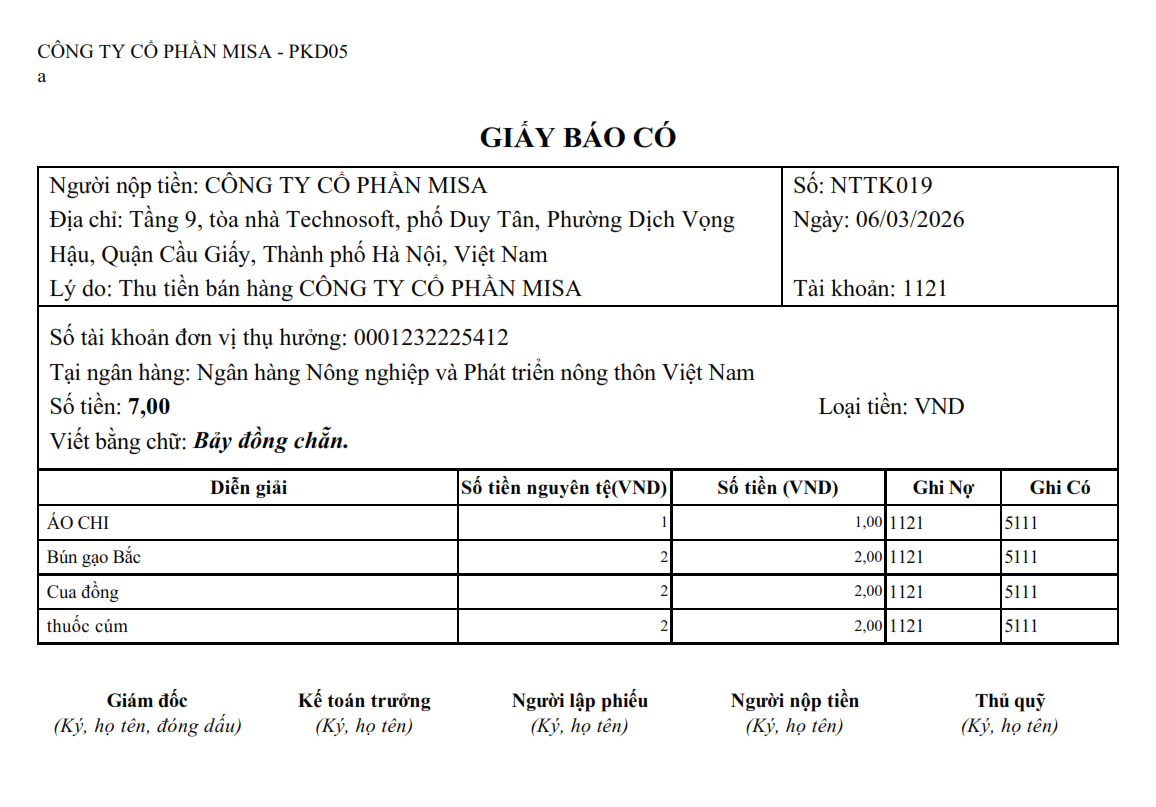 CÔNG TY CỔ PHẦN MISA - PKD05
a
GIẤY BÁO CÓ
Người nộp tiền: CÔNG TY CỔ PHẦN MISA
Số: NTTK019
Địa chỉ: Tầng 9, tòa nhà Technosoft, phố Duy Tân, Phường Dịch Vọng
Ngày: 06/03/2026
Hậu, Quận Cầu Giấy, Thành phố Hà Nội, Việt Nam
Lý do: Thu tiền bán hàng CÔNG TY CỔ PHẦN MISA
Tài khoản: 1121
Số tài khoản đơn vị thụ hưởng: 0001232225412
Tại ngân hàng: Ngân hàng Nông nghiệp và Phát triển nông thôn Việt Nam
Số tiền: 7,00 Loại tiền: VND
Viết bằng chữ: Bảy đồng chẵn.
Diễn giải Số tiền nguyên tệ(VND) Số tiền (VND) Ghi Nợ Ghi Có
ÁO CHI 1 1,00 1121 5111
Bún gạo Bắc 2 2,00 1121 5111
Cua đồng 2 2,00 1121 5111
thuốc cúm 2 2,00 1121 5111
Giám đốc Kế toán trưởng Người lập phiếu Người nộp tiền Thủ quỹ
(Ký, họ tên, đóng dấu) (Ký, họ tên) (Ký, họ tên) (Ký, họ tên) (Ký, họ tên)